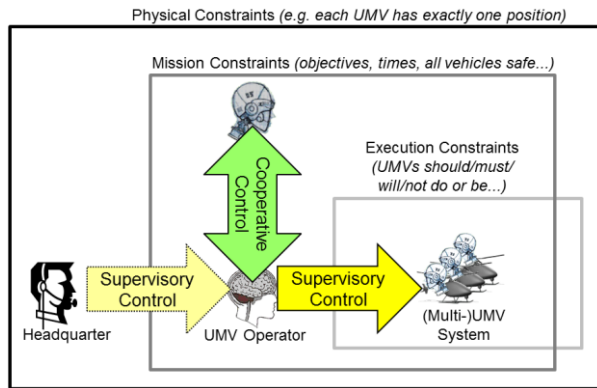 Physical Constraints (e.g. each UMV has exactly one position)
Mission Constraints (objectives, times, all vehicles safe...)
Execution Constraints
(UMVs should/must/
will/not do or be...)
Cooperative
Control
Supervisory
Control
Supervisory
Control
Headquarter
UMV Operator
(Multi-)UMV
System